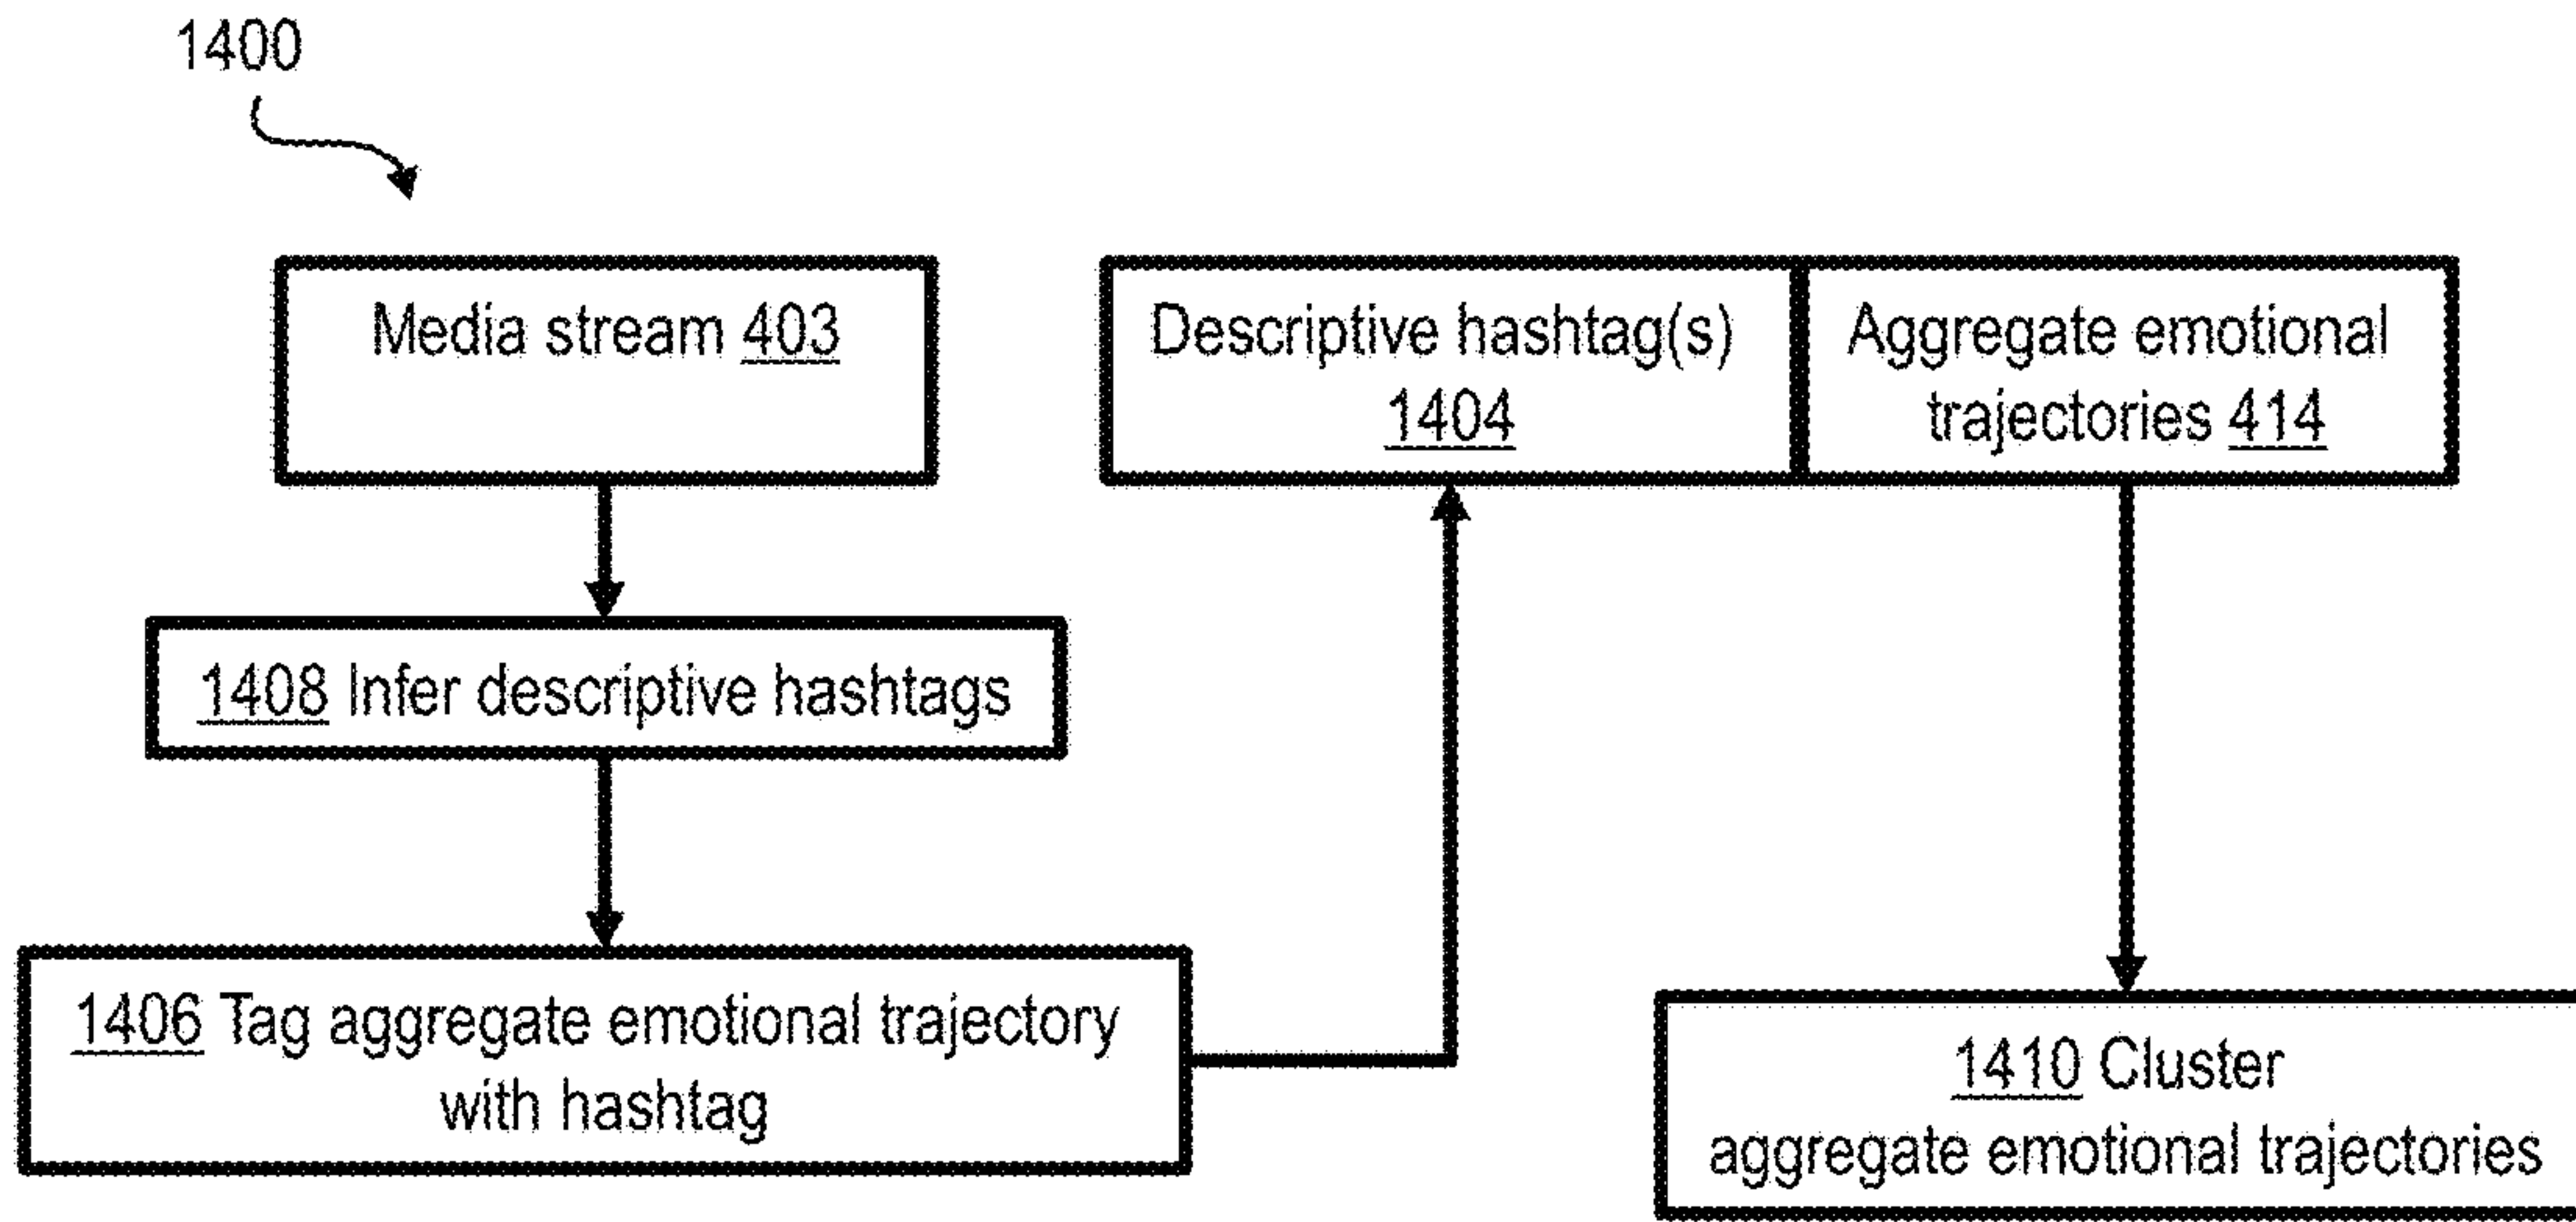 1400
Media stream 403
Descriptive hashtag(s)
1404
Aggregate emotional
trajectories 414
1408 Infer descriptive hashtags
1406 Tag aggregate emotional trajectory
with hashtag
1410 Cluster
aggregate emotional trajectories